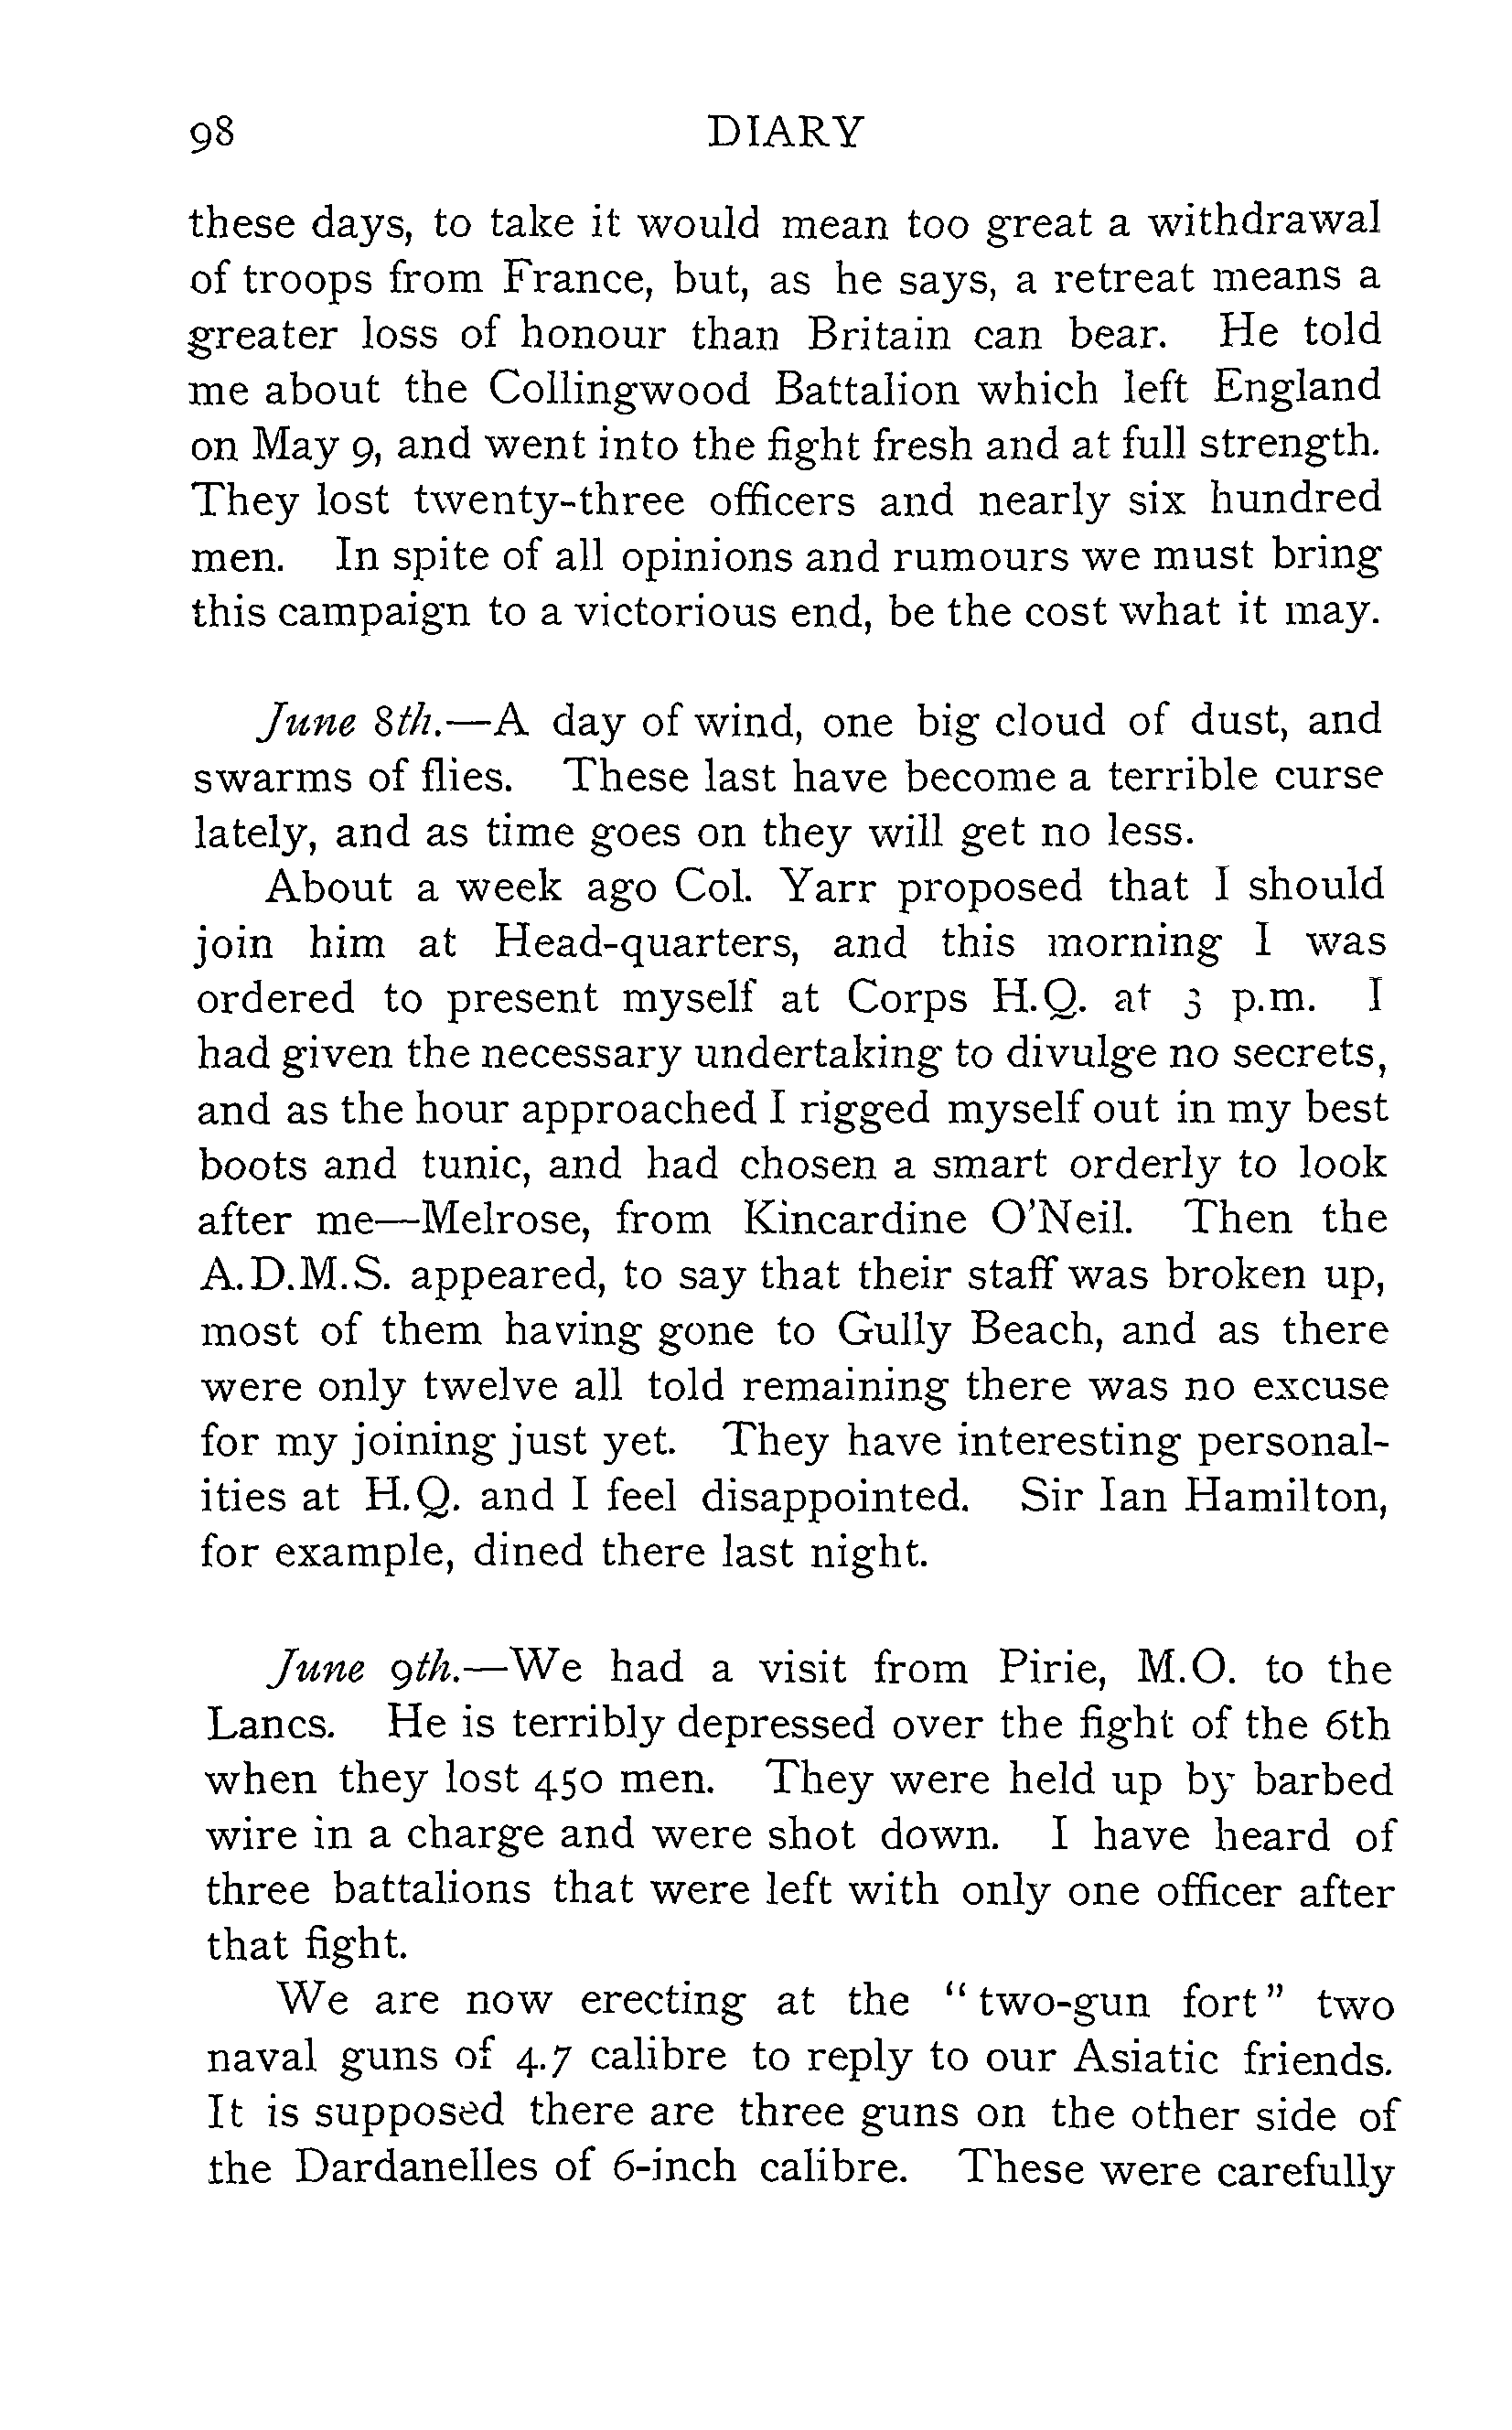 98 DIARY
these days, to take it would mean too great a withdrawal
of troops from France, but, as he says, a retreat means a
greater loss of honour than Britain can bear. He told
me about the Collingwood Battalion which left England
on May 9, and went into the fight fresh and at full strength.
They lost twenty-three officers and nearly six hundred
men. In spite of all opinions and rumours we must bring
this campaign to a victorious end, be the cost what it may.
June 8th.—A day of wind, one big cloud of dust, and
swarms of flies. These last have become a terrible curse
lately, and as time goes on they will get no less.
About a week ago Col. Yarr proposed that I should
join him at Head-quarters, and this morning I was
ordered to present myself at Corps H.Q. at 3 p.m. I
had given the necessary undertaking to divulge no secrets,
and as the hour approached I rigged myself out in my best
boots and tunic, and had chosen a smart orderly to look
after me—Melrose, from Kincardine O'Neil. Then the
A.D.M.S. appeared, to say that their staff was broken up,
most of them having gone to Gully Beach, and as there
were only twelve all told remaining there was no excuse
for my joining just yet. They have interesting personal-
ities at H.Q. and I feel disappointed. Sir Ian Hamilton,
for example, dined there last night.
June 9th.—We had a visit from Pirie, M.O. to the
Lancs. He is terribly depressed over the fight of the 6th
when they lost 450 men. They were held up by barbed
wire in a charge and were shot down. I have heard of
three battalions that were left with only one officer after
that fight.
We are now erecting at the "two-gun fort" two
naval guns of 4.7 calibre to reply to our Asiatic friends.
It is supposed there are three guns on the other side of
the Dardanelles of 6-inch calibre. These were carefully